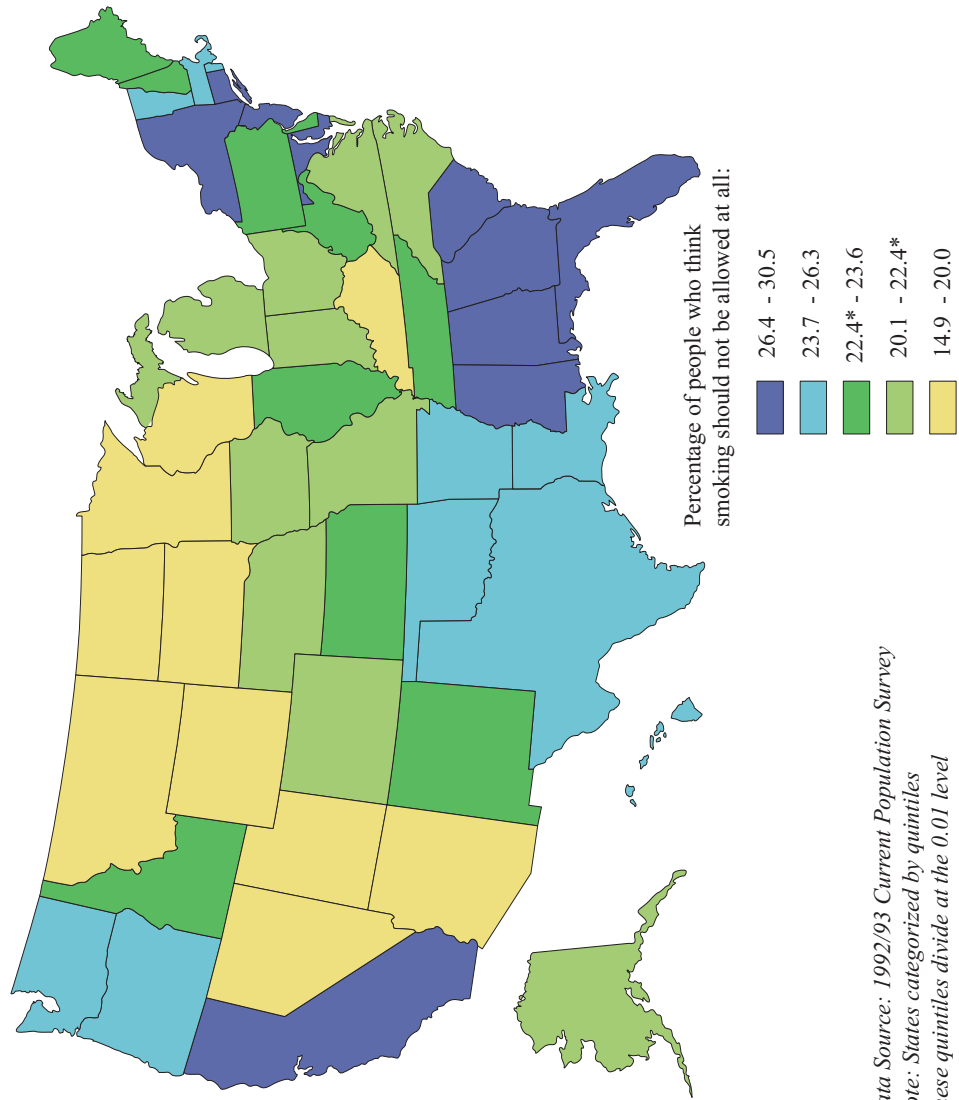 Percentage of people who think
smoking should not be allowed at all:
26.4 - 30.5
23.7 - 26.3
22.4* - 23.6
20.1 - 22.4*
14.9 - 20.0
ata Source: 1992/93 Current Population Survey
ote: States categorized by quintiles
ese quintiles divide at the 0.01 level